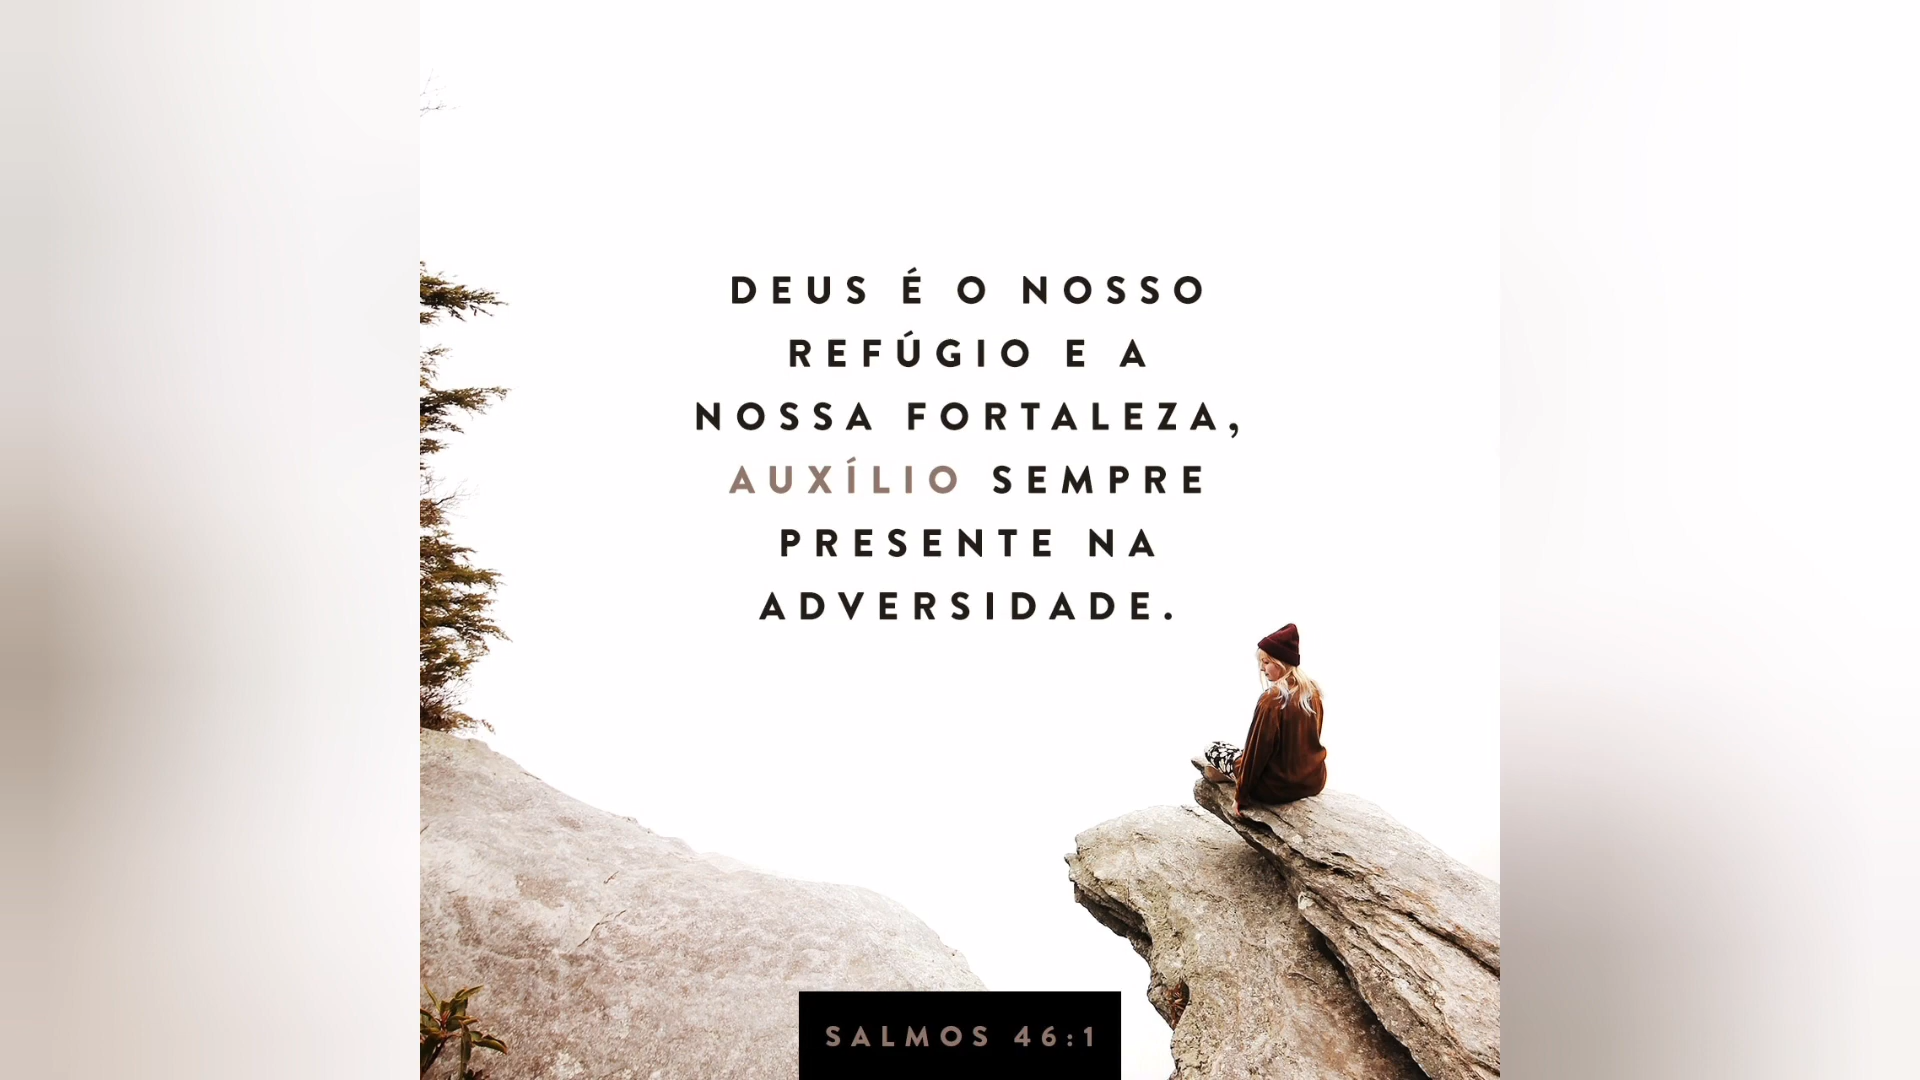 DEUS É O NOSSO
REFÚGIO E A
NOSSA FORTALEZA,
AUXÍLIO SEMPRE
PRESENTE NA
ADVERSIDADE.
SALMOS 46:1